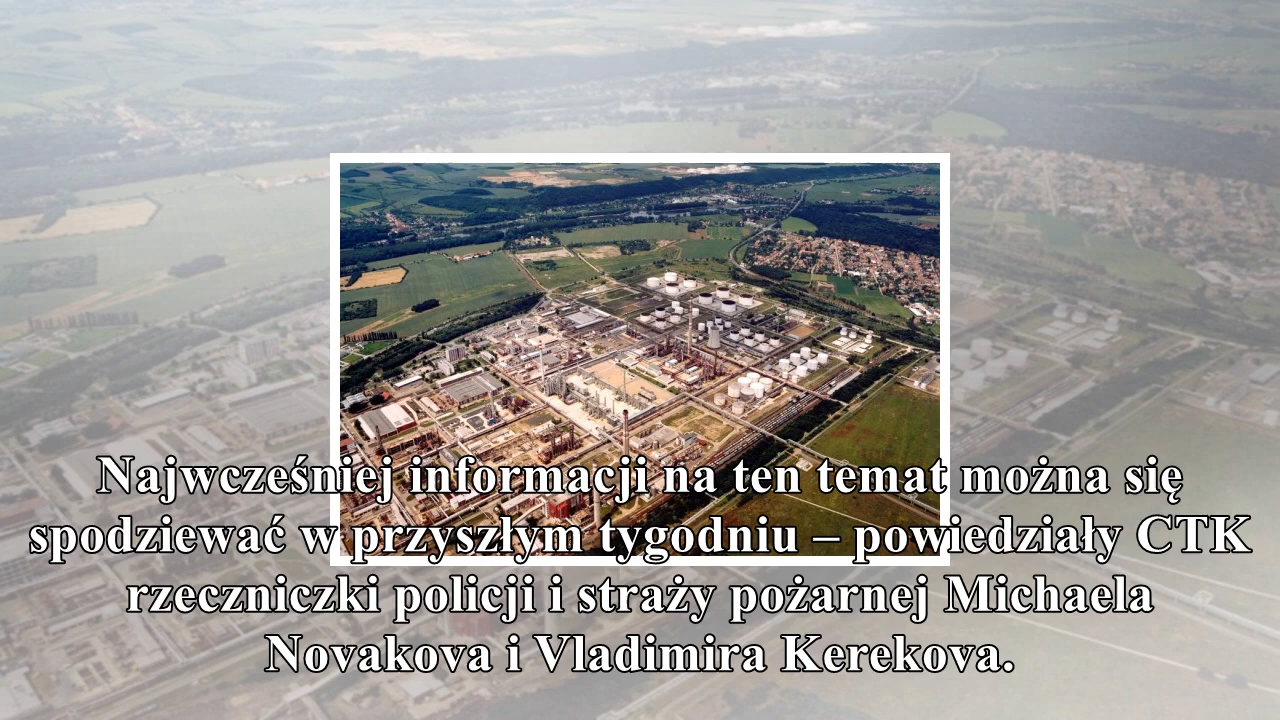 Najwcześniej informacji na ten temat można się
spodziewać w przyszłym tygodniu – powiedziały CTK
rzeczniczki policji i straży pożarnej Michaela
Novakova i Vladimira Kerekova.